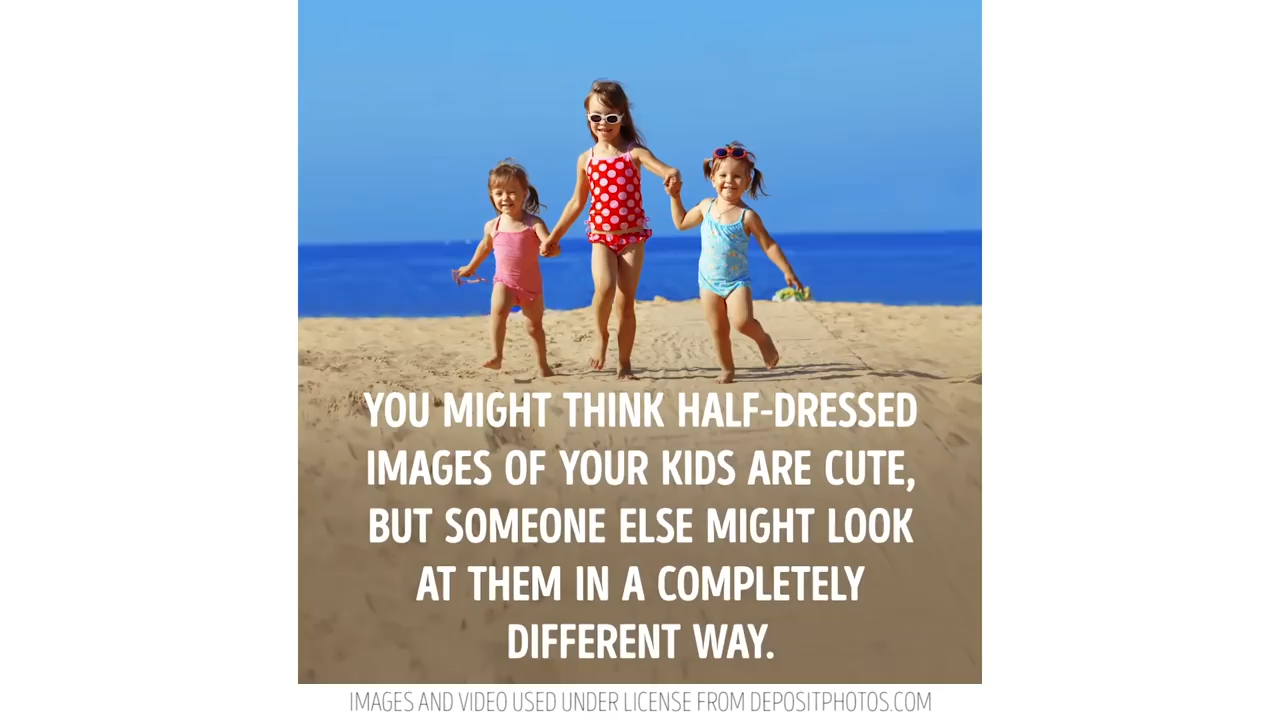 YOU MIGHT THINK HALF-DRESSED
IMAGES OF YOUR KIDS ARE CUTE,
BUT SOMEONE ELSE MIGHT LOOK
AT THEM IN A COMPLETELY
DIFFERENT WAY.
IMAGES AND VIDEO USED UNDER LICENSE FROM DEPOSITPHOTOS.COM